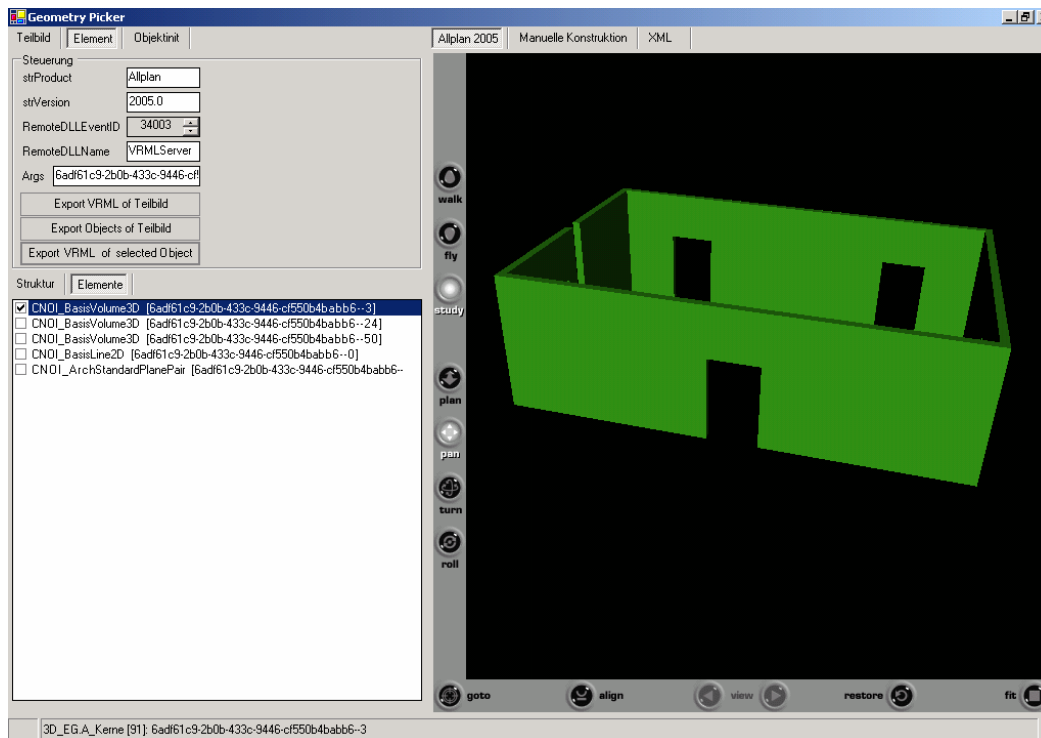 Geometry Picker
Teilbild Element Objektinit
Steuerung
strProduct Allplan
strVersion 2005.0
RemoteDLLEventID 34003
RemoteDLLName VRMLServer
Args 6adf61c9-2b0b-433c-9446-cf5
Export VRML of Teilbild
Export Objects of Teilbild
Export VRML of selected Object
Struktur Elemente
CNOI_BasisVolume3D [6adf61c9-2b0b-433c-9446-cf550b4babb6--3]
CNOI_BasisVolume3D [6adf61c9-2b0b-433c-9446-cf550b4babb6--24]
CNOI_BasisVolume3D [6adf61c9-2b0b-433c-9446-cf550b4babb6--50]
CNOI_BasisLine2D [6adf61c9-2b0b-433c-9446-cf550b4babb6--0]
CNOI_ArchStandardPlanePair [6adf61c9-2b0b-433c-9446-cf550b4babb6--
Allplan 2005 Manuelle Konstruktion XML
walk
fly
study
plan
pan
turn
roll
goto align view restore fit
3D_EG.A_Kerne [91]: 6adf61c9-2b0b-433c-9446-cf550b4babb6--3